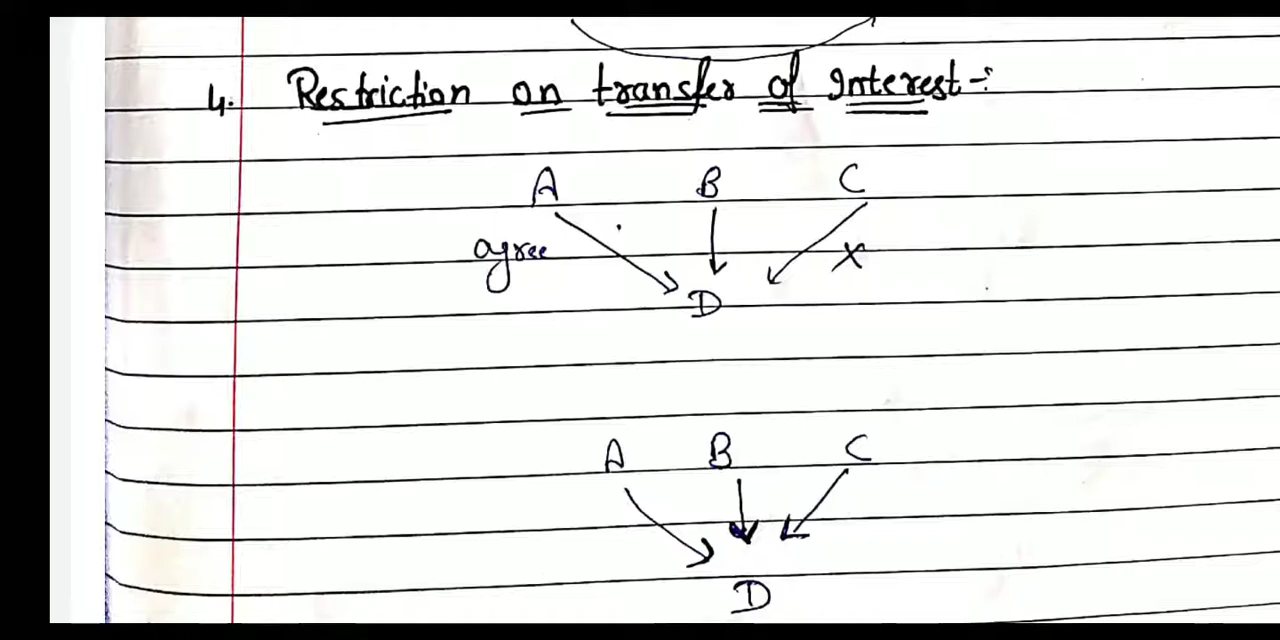 4. Restriction on transfer of Interest -:
A B C
agree X
D
A B C
D